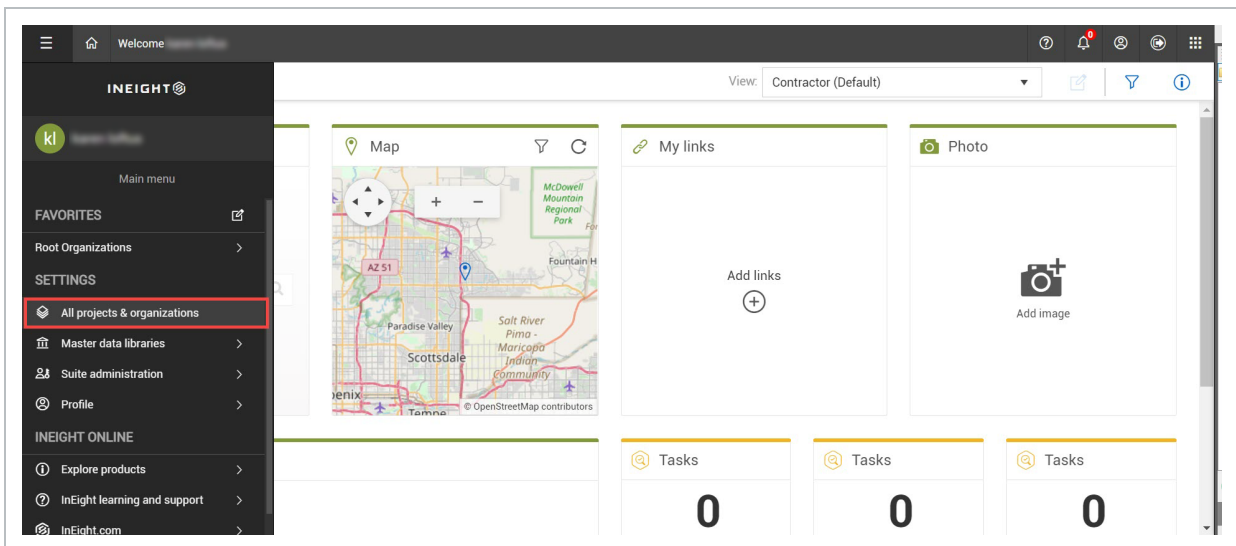 Welcome
0
INEIGHT
View: Contractor (Default)
kl
Main menu
FAVORITES
Root Organizations
SETTINGS
All projects & organizations
Master data libraries
Suite administration
Profile
INEIGHT ONLINE
Explore products
InEight learning and support
InEight.com
Map
McDowell
Mountain
Regional
Park
Fountain H
AZ 51
Paradise Valley
Salt River
Pima -
Maricopa
Indian
Community
Scottsdale
Tempe
© OpenStreetMap contributors
My links
Add links
Photo
Add image
Tasks
0
Tasks
0
Tasks
0